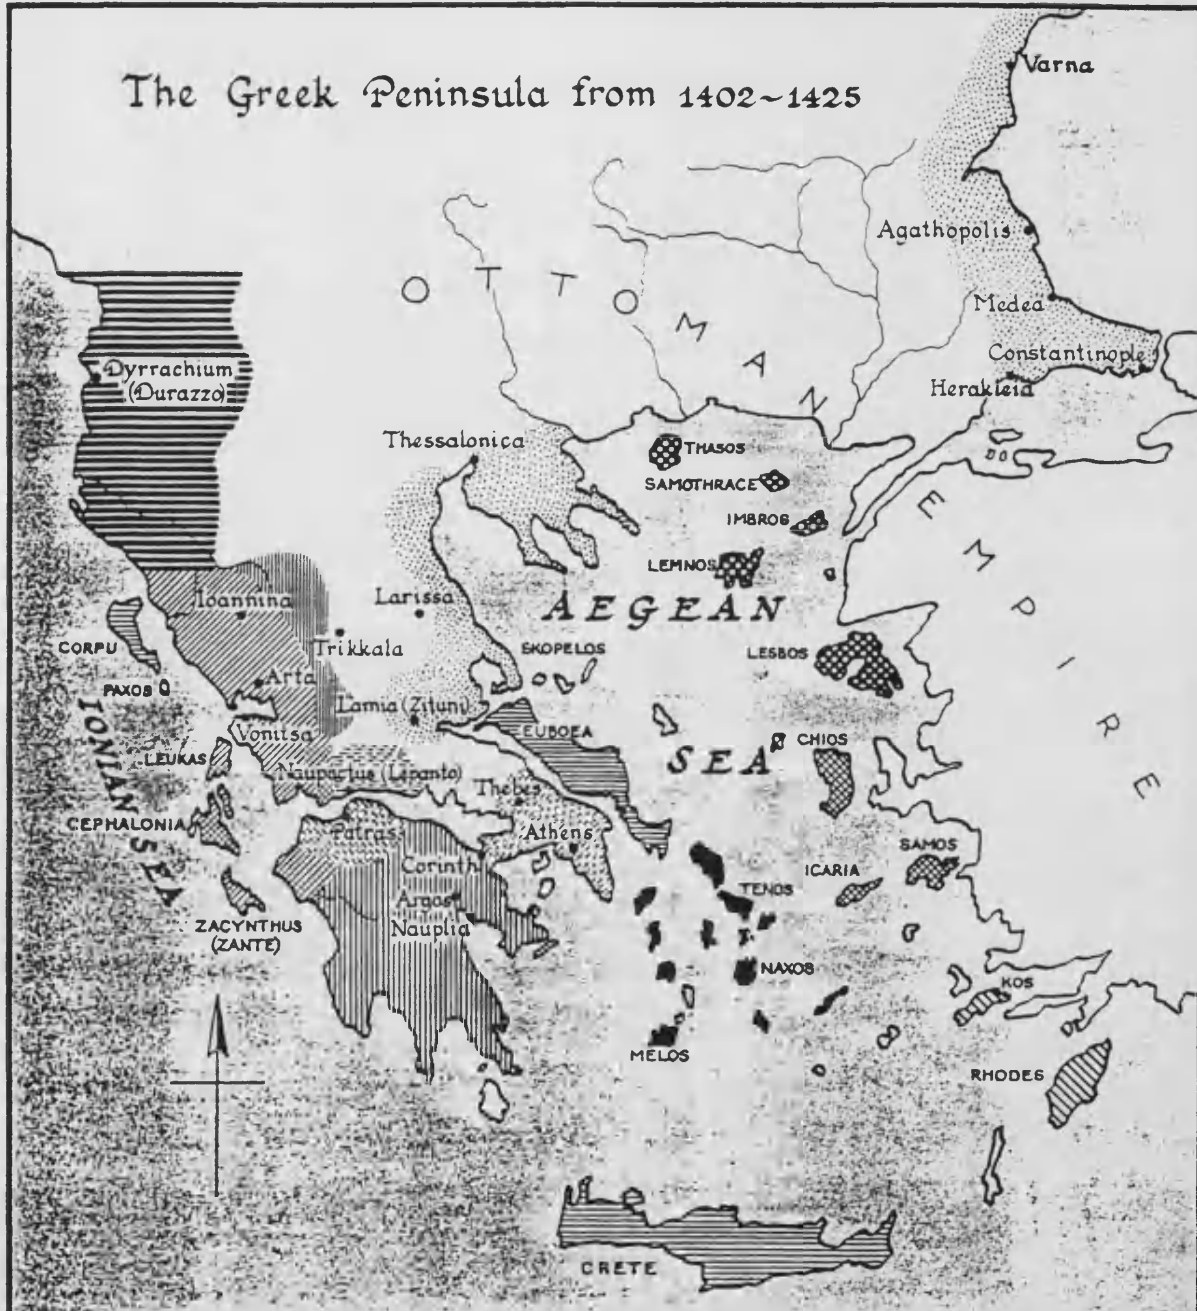 The Greek Peninsula from 1402~1425
Varna
Agathopolis
Medea
Constantinople
Herakleia
OTTOMAN
EMPIRE
Dyrrachium
(Durazzo)
Thessalonica
THASOS
SAMOTHRACE
IMBROS
LEMNOS
AEGEAN
SEA
Ioannina
Larissa
Trikkala
CORFU
PAXOS
Arta
SKOPELOS
LESBOS
Lamia (Zituni)
Vonitsa
EUBOEA
CHIOS
LEUKAS
IONIAN SEA
Naupactus (Lepanto)
Thebes
CEPHALONIA
Patras
Athens
Corinth
SAMOS
ICARIA
TENOS
Argos
ZACYNTHUS
(ZANTE)
Nauplia
NAXOS
KOS
MELOS
RHODES
CRETE